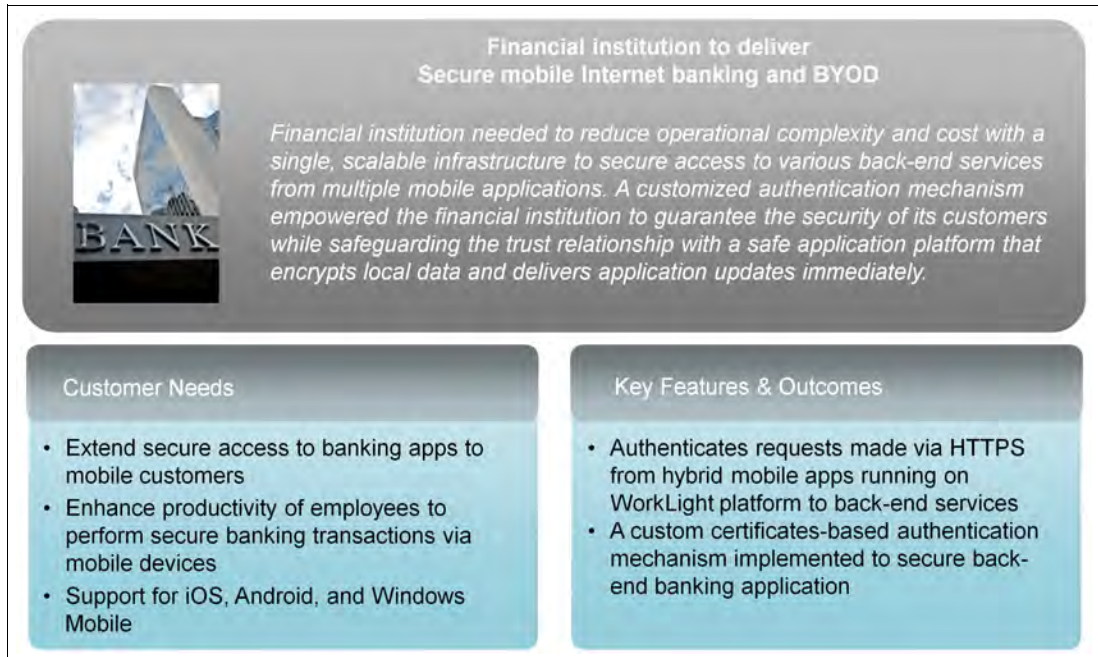 Financial institution to deliver
Secure mobile Internet banking and BYOD
BANK
Financial institution needed to reduce operational complexity and cost with a
single, scalable infrastructure to secure access to various back-end services
from multiple mobile applications. A customized authentication mechanism
empowered the financial institution to guarantee the security of its customers
while safeguarding the trust relationship with a safe application platform that
encrypts local data and delivers application updates immediately.
Customer Needs
• Extend secure access to banking apps to
mobile customers
• Enhance productivity of employees to
perform secure banking transactions via
mobile devices
• Support for iOS, Android, and Windows
Mobile
Key Features & Outcomes
• Authenticates requests made via HTTPS
from hybrid mobile apps running on
WorkLight platform to back-end services
• A custom certificates-based authentication
mechanism implemented to secure back-
end banking application